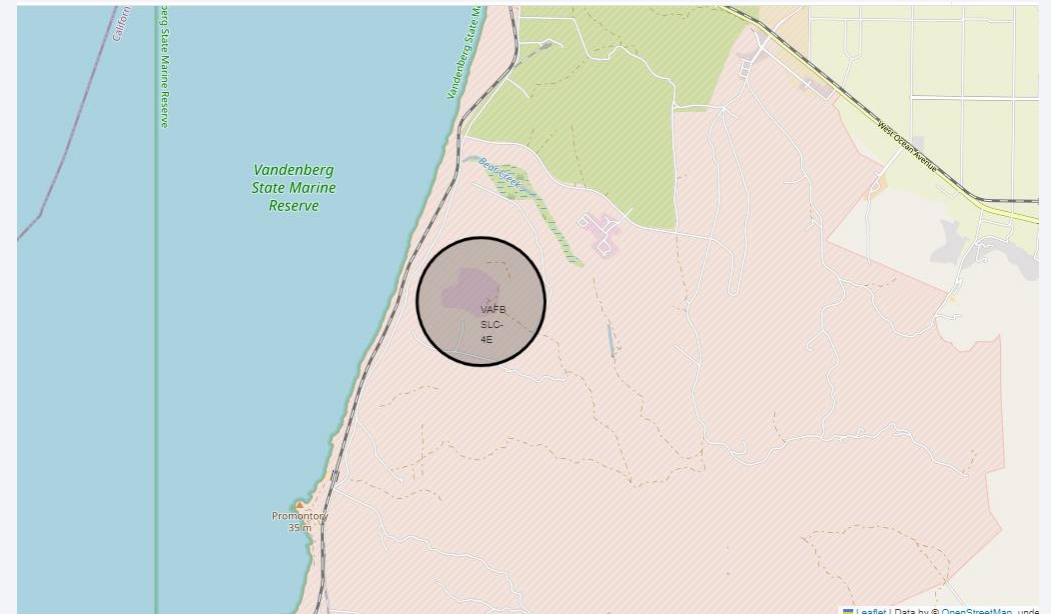 Californ
berg State Marine Reserve
Vandenberg State Ma
West Ocean Avenue
Vandenberg
State Marine
Reserve
Bear Creek
VAFB
SLC-
4E
Promontory
35 m
Leaflet | Data by © OpenStreetMap, unde